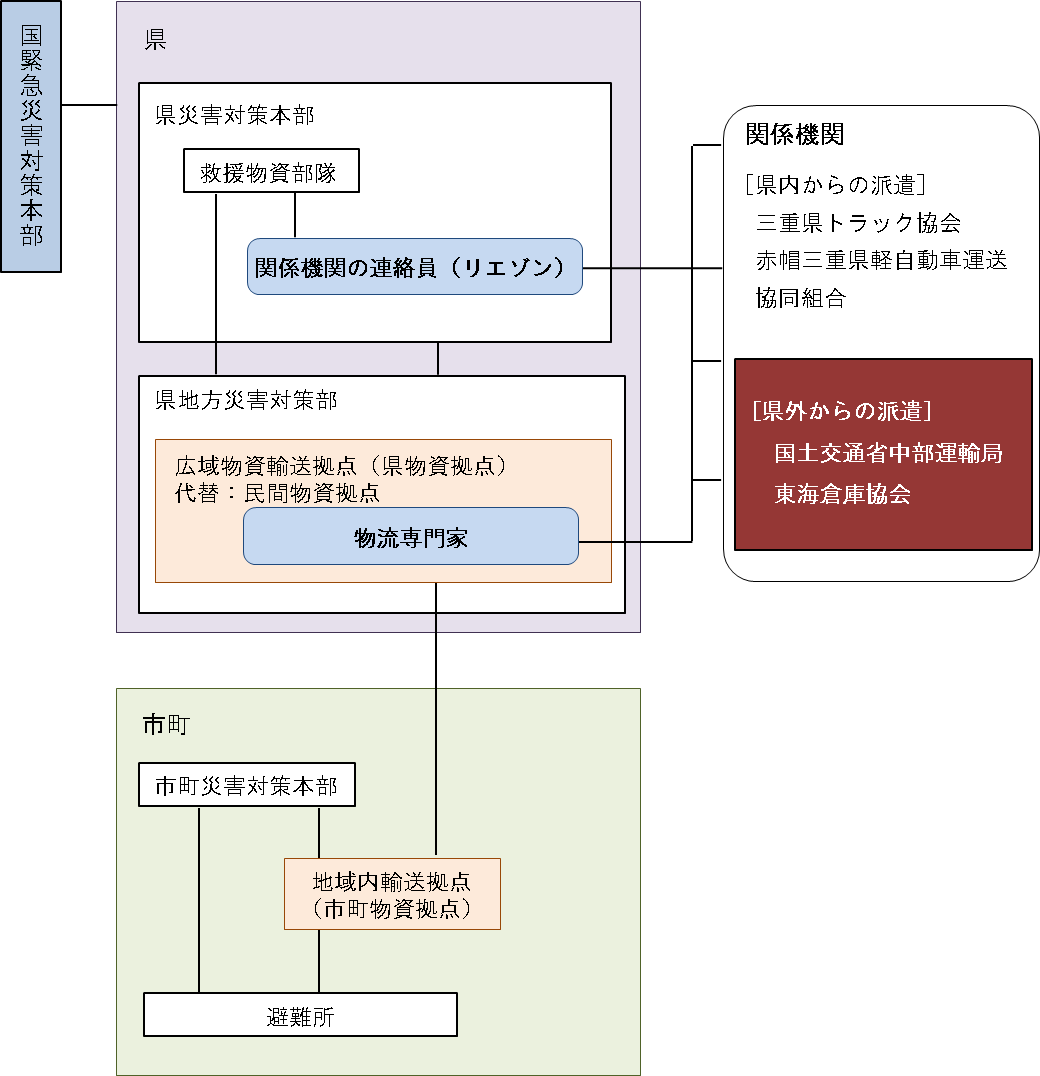 国緊急災害対策本部
県
県災害対策本部
救援物資部隊
関係機関の連絡員（リエゾン）
県地方災害対策部
広域物資輸送拠点（県物資拠点）
代替：民間物資拠点
物流専門家
関係機関
［県内からの派遣］
三重県トラック協会
赤帽三重県軽自動車運送
協同組合
［県外からの派遣］
国土交通省中部運輸局
東海倉庫協会
市町
市町災害対策本部
地域内輸送拠点
（市町物資拠点）
避難所